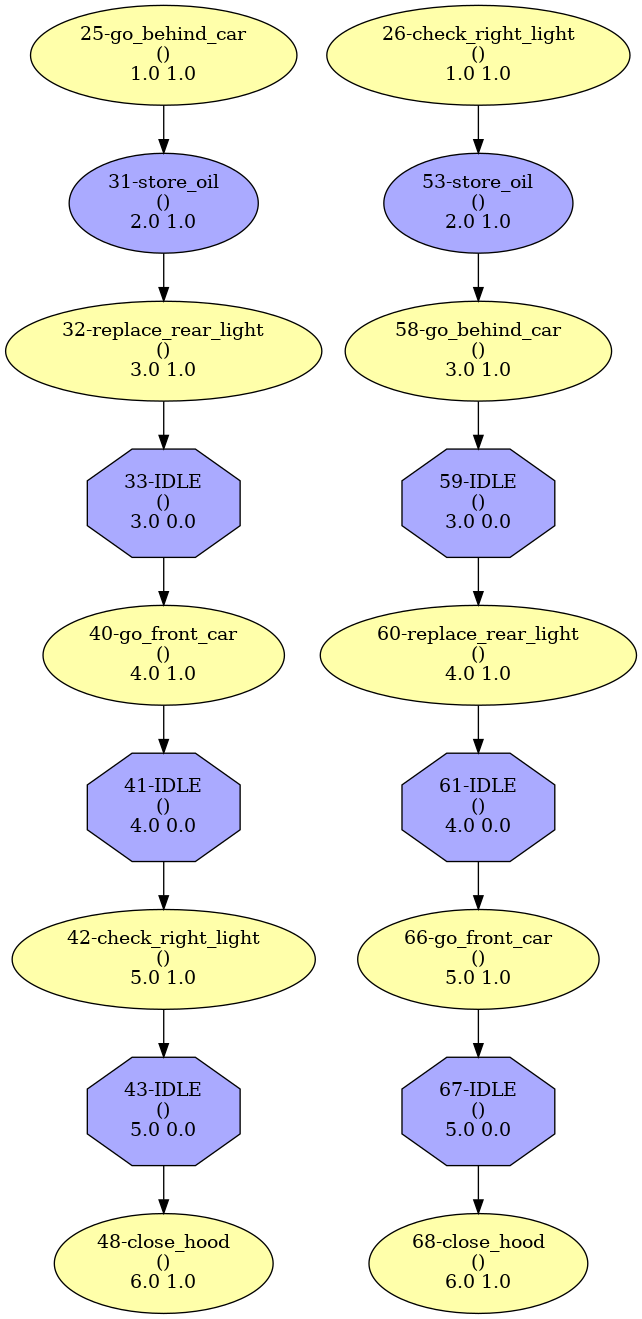 25-go_behind_car
()
1.0 1.0
31-store_oil
()
2.0 1.0
32-replace_rear_light
()
3.0 1.0
33-IDLE
()
3.0 0.0
40-go_front_car
()
4.0 1.0
41-IDLE
()
4.0 0.0
42-check_right_light
()
5.0 1.0
43-IDLE
()
5.0 0.0
48-close_hood
()
6.0 1.0
26-check_right_light
()
1.0 1.0
53-store_oil
()
2.0 1.0
58-go_behind_car
()
3.0 1.0
59-IDLE
()
3.0 0.0
60-replace_rear_light
()
4.0 1.0
61-IDLE
()
4.0 0.0
66-go_front_car
()
5.0 1.0
67-IDLE
()
5.0 0.0
68-close_hood
()
6.0 1.0